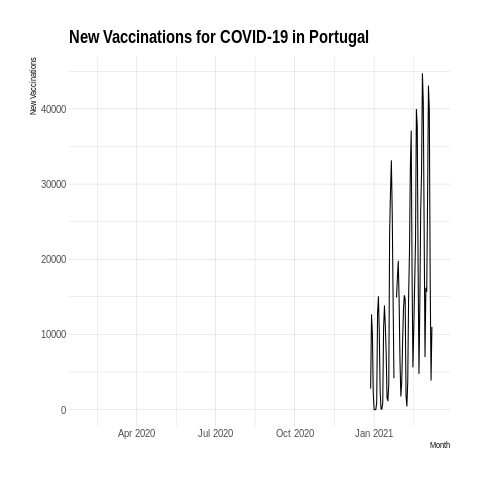 New Vaccinations for COVID-19 in Portugal
New Vaccinations
40000
30000
20000
10000
0
Apr 2020 Jul 2020 Oct 2020 Jan 2021
Month